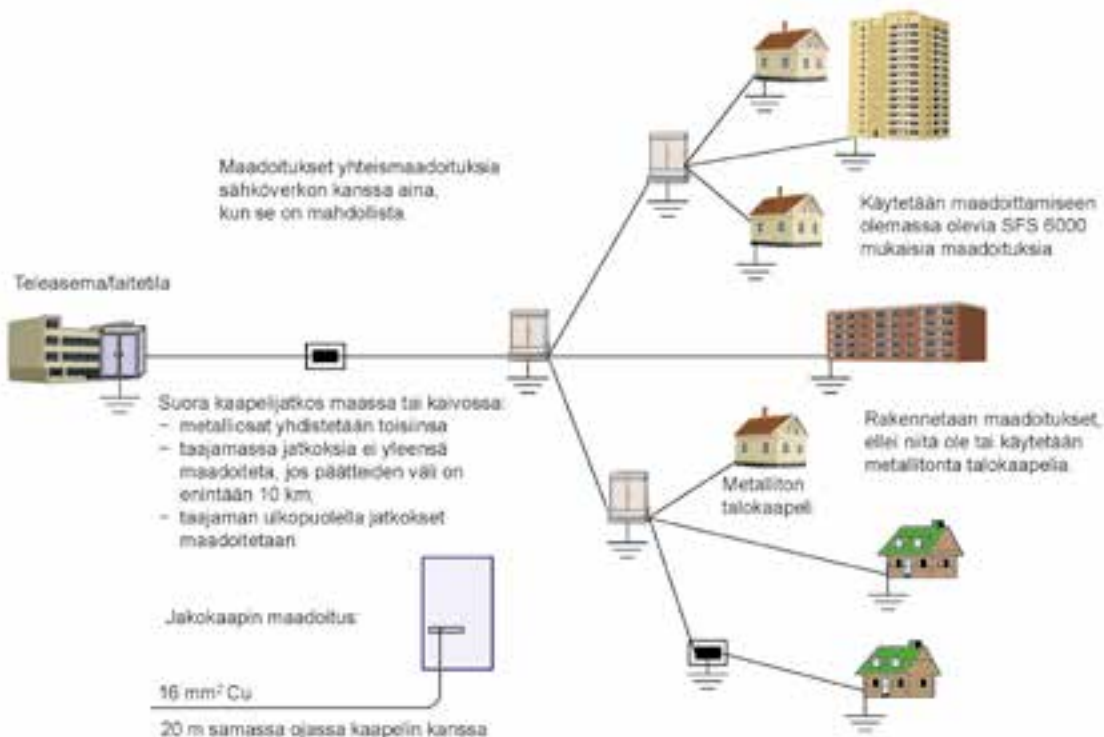 Maadoitukset yhteismaadoituksia
sähköverkon kanssa aina,
kun se on mahdollista.
Käytetään maadoittamiseen
olemassa olevia SFS 6000
mukaisia maadoituksia
Teleasema/laitetila
Suora kaapelijatkos maassa tai kaivossa:
– metalliosat yhdistetään toisiinsa
– taajamassa jatkoksia ei yleensä
maadoiteta, jos päätteiden väli on
enintään 10 km,
– taajaman ulkopuolella jatkokset
maadoitetaan
Rakennetaan maadoitukset,
ellei niitä ole tai käytetään
metallitonta talokaapelia
Metalliton
talokaapeli
Jakokaapin maadoitus:
16 mm² Cu
20 m samassa ojassa kaapelin kanssa